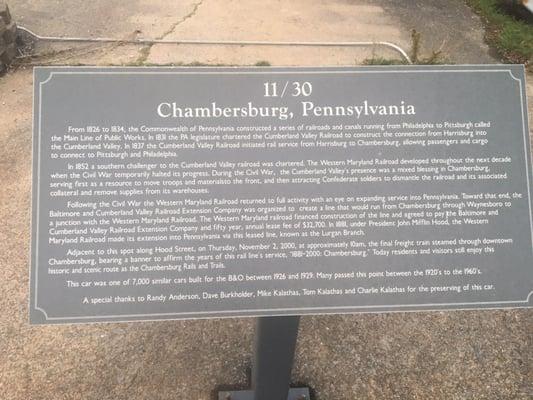 11/30
Chambersburg, Pennsylvania
From 1826 to 1834, the Commonwealth of Pennsylvania constructed a series of railroads and canals running from Philadelphia to Pittsburgh called
the Main Line of Public Works. In 1831 the PA legislature chartered the Cumberland Valley Railroad to construct the connection from Harrisburg into
the Cumberland Valley. In 1837 the Cumberland Valley Railroad initiated rail service from Harrisburg to Chambersburg, allowing passengers and cargo
to connect to Pittsburgh and Philadelphia.
In 1852 a southern challenger to the Cumberland Valley railroad was chartered. The Western Maryland Railroad developed throughout the next decade
when the Civil War temporarily halted its progress. During the Civil War, the Cumberland Valley's presence was a mixed blessing in Chambersburg,
serving first as a resource to move troops and materialsto the front, and then attracting Confederate soldiers to dismantle the railroad and its associated
collateral and remove supplies from its warehouses.
Following the Civil War the Western Maryland Railroad returned to full activity with an eye on expanding service into Pennsylvania. Toward that end, the
Baltimore and Cumberland Valley Railroad Extension Company was organized to create a line that would run from Chambersburg through Waynesboro to
a junction with the Western Maryland Railroad. The Western Maryland railroad financed construction of the line and agreed to pay the Baltimore and
Cumberland Valley Railroad Extension Company and fifty year, annual lease fee of $32,700. In 1881, under President John Mifflin Hood, the Western
Maryland Railroad made its extension into Pennsylvania via this leased line, known as the Lurgan Branch.
Adjacent to this spot along Hood Street, on Thursday, November 2, 2000, at approximately 10am, the final freight train steamed through downtown
Chambersburg, bearing a banner to affirm the years of this rail line's service, "1881-2000: Chambersburg." Today residents and visitors still enjoy this
historic and scenic route as the Chambersburg Rails and Trails.
This car was one of 7,000 similar cars built for the B&O between 1926 and 1929. Many passed this point between the 1920's to the 1960's.
A special thanks to Randy Anderson, Dave Burkholder, Mike Kalathas, Tom Kalathas and Charlie Kalathas for the preserving of this car.